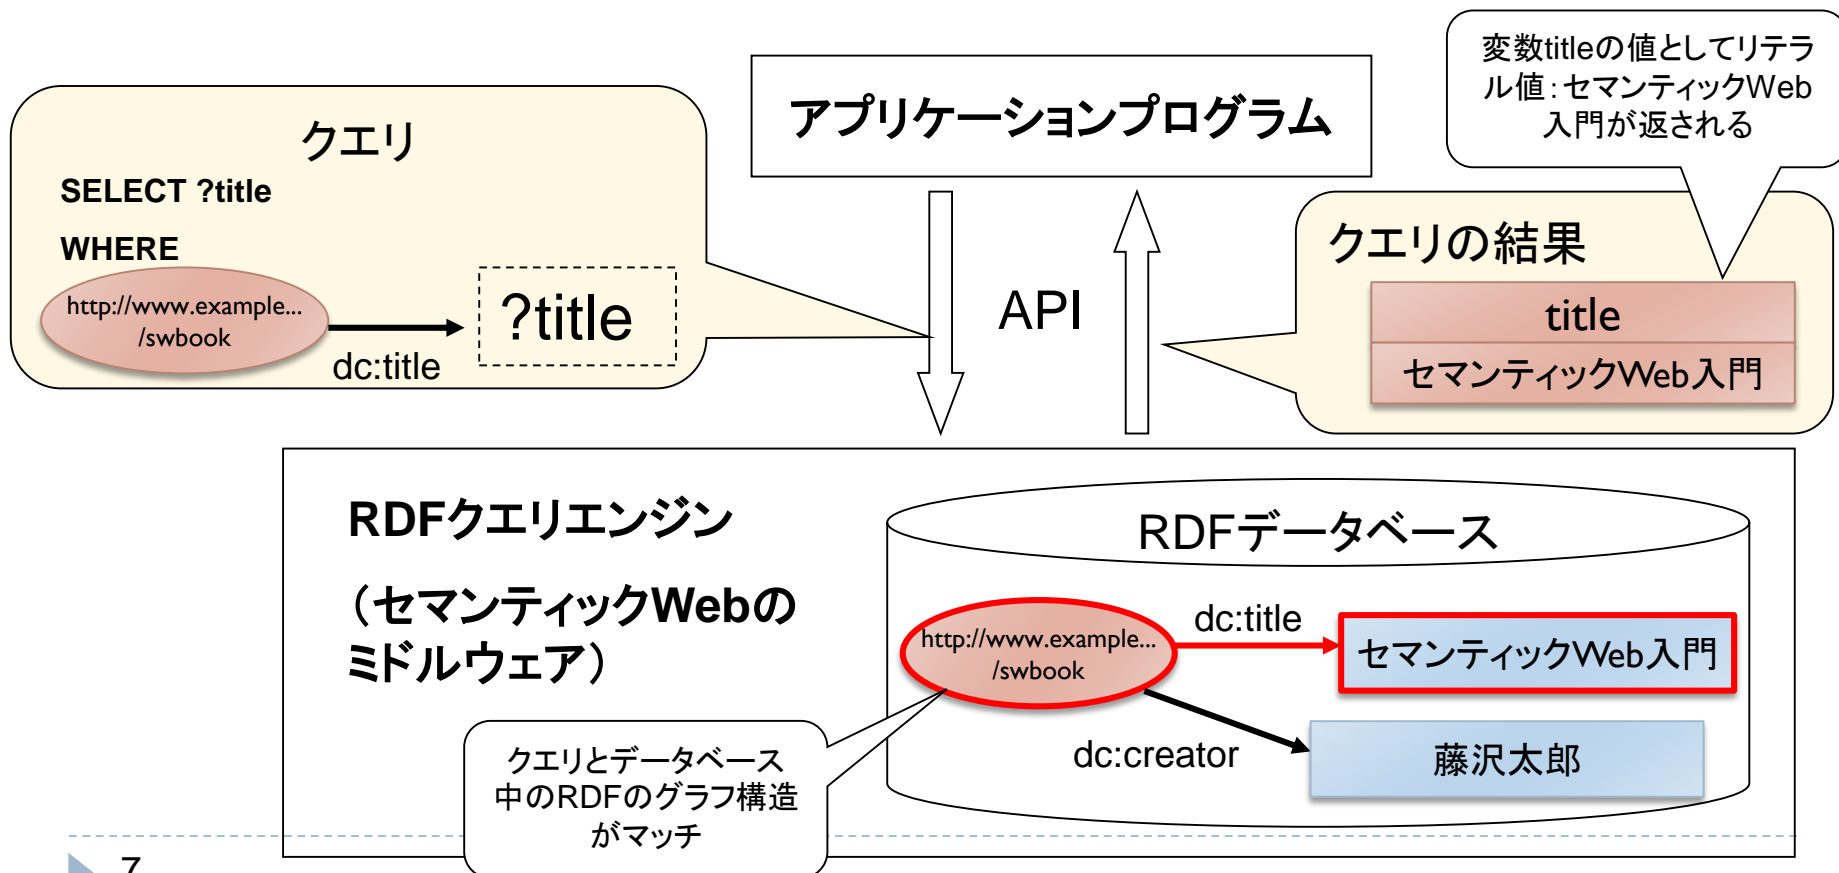 クエリ
SELECT ?title
WHERE
http://www.example...
/swbook
dc:title
?title
アプリケーションプログラム
API
変数titleの値としてリテラ
ル値：セマンティックWeb
入門が返される
クエリの結果
title
セマンティックWeb入門
RDFクエリエンジン
（セマンティックWebの
ミドルウェア）
RDFデータベース
http://www.example...
/swbook
dc:title
セマンティックWeb入門
dc:creator
藤沢太郎
クエリとデータベース
中のRDFのグラフ構造
がマッチ
7